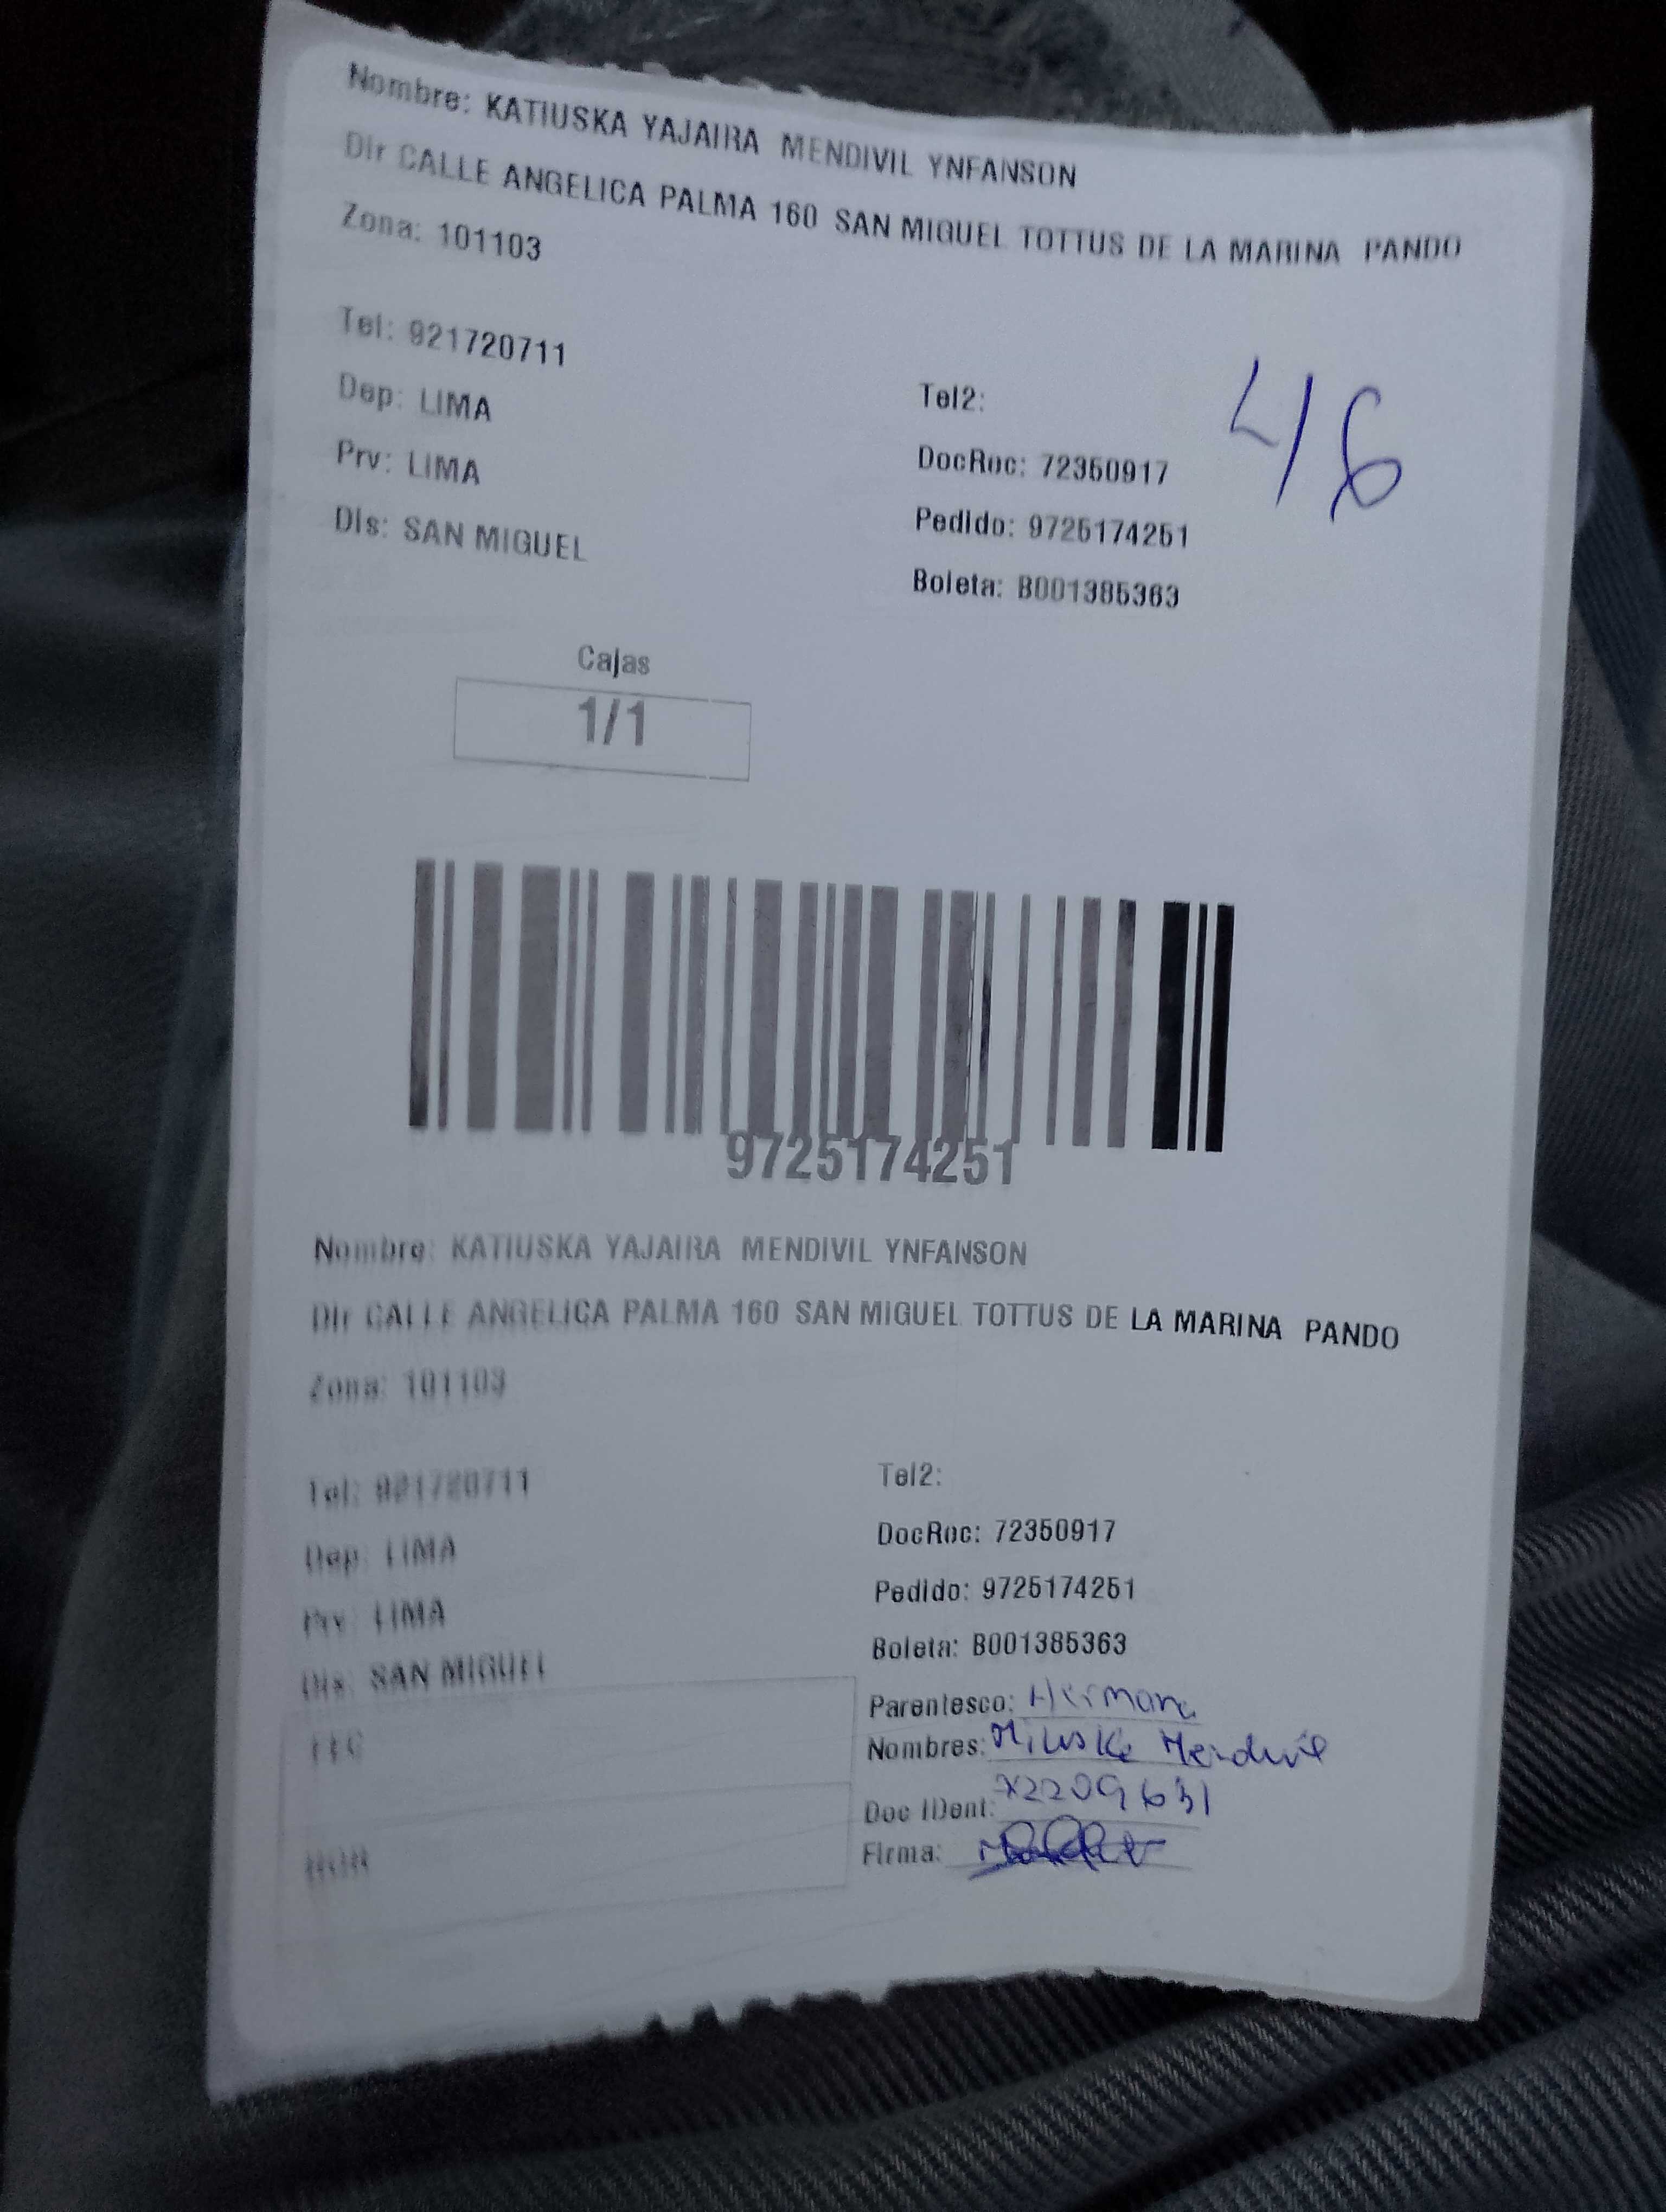 Nombre: KATIUSKA YAJAIRA MENDIVIL YNFANSON
Dir CALLE ANGELICA PALMA 160 SAN MIGUEL TOTTUS DE LA MARINA PANDO
Zona: 101103
Tel: 921720711
Tel2:
Dep: LIMA
DocRec: 72350917
Prv: LIMA
Pedido: 9725174251
Dis: SAN MIGUEL
Boleta: B001385363
Cajas
1/1
9725174251
Nombre: KATIUSKA YAJAIRA MENDIVIL YNFANSON
Dir CALLE ANGELICA PALMA 160 SAN MIGUEL TOTTUS DE LA MARINA PANDO
Zona: 101103
Tel: 921720711
Tel2:
Dep: LIMA
DocRec: 72350917
Prv: LIMA
Pedido: 9725174251
Dis: SAN MIGUEL
Boleta: B001385363
Parentesco: Hermana
Nombres: Miluska Mendivil
Doc IDent: 72209631
Firma: